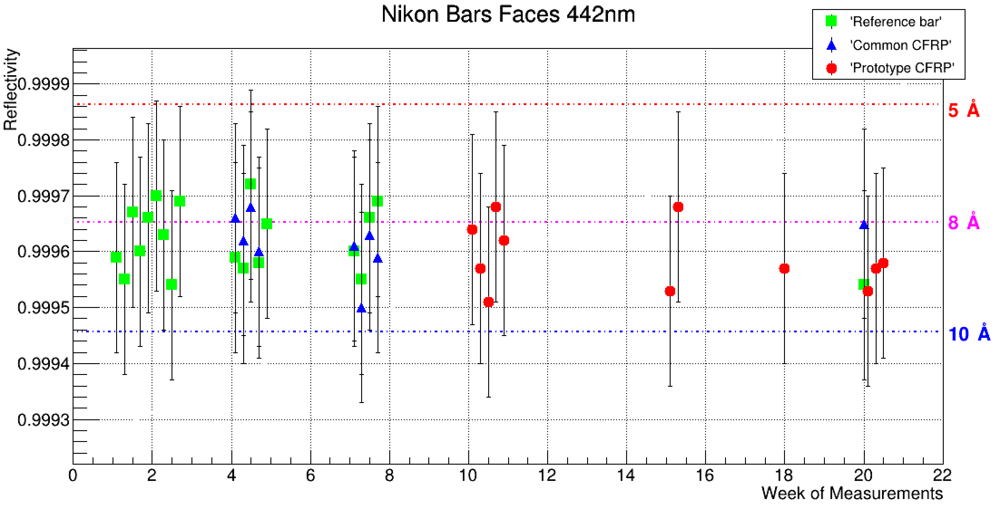 Nikon Bars Faces 442nm
'Reference bar'
'Common CFRP'
'Prototype CFRP'
Reflectivity
0.9999
0.9998
0.9997
0.9996
0.9995
0.9994
0.9993
5 Å
8 Å
10 Å
0 2 4 6 8 10 12 14 16 18 20 22
Week of Measurements